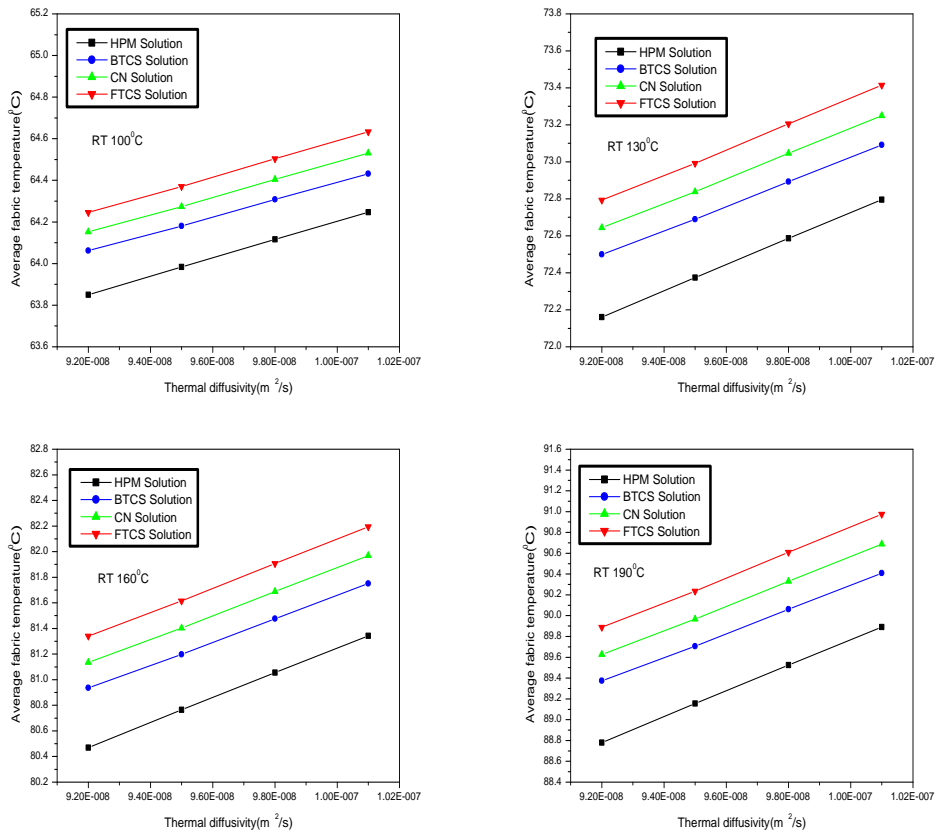 65.2
65.0
64.8
64.6
64.4
64.2
64.0
63.8
63.6
Average fabric temperature(⁰C)
HPM Solution
BTCS Solution
CN Solution
FTCS Solution
RT 100⁰C
9.20E-008 9.40E-008 9.60E-008 9.80E-008 1.00E-007 1.02E-007
Thermal diffusivity(m²/s)
73.8
73.6
73.4
73.2
73.0
72.8
72.6
72.4
72.2
72.0
Average fabric temperature(⁰C)
HPM Solution
BTCS Solution
CN Solution
FTCS Solution
RT 130⁰C
9.20E-008 9.40E-008 9.60E-008 9.80E-008 1.00E-007 1.02E-007
Thermal diffusivity(m²/s)
82.8
82.6
82.4
82.2
82.0
81.8
81.6
81.4
81.2
81.0
80.8
80.6
80.4
80.2
Average fabric temperature(⁰C)
HPM Solution
BTCS Solution
CN Solution
FTCS Solution
RT 160⁰C
9.20E-008 9.40E-008 9.60E-008 9.80E-008 1.00E-007 1.02E-007
Thermal diffusivity(m²/s)
91.6
91.4
91.2
91.0
90.8
90.6
90.4
90.2
90.0
89.8
89.6
89.4
89.2
89.0
88.8
88.6
88.4
Average fabric temperature(⁰C)
HPM Solution
BTCS Solution
CN Solution
FTCS Solution
RT 190⁰C
9.20E-008 9.40E-008 9.60E-008 9.80E-008 1.00E-007 1.02E-007
Thermal diffusivity(m²/s)